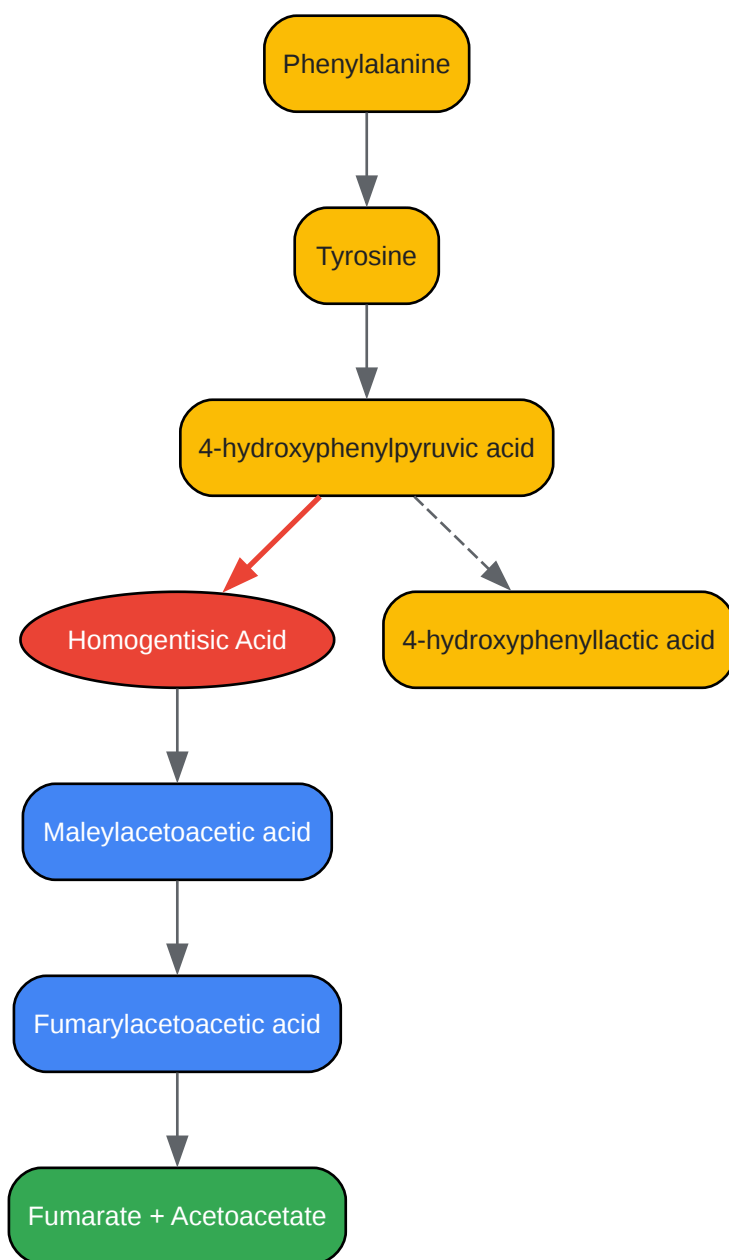 Phenylalanine
Tyrosine
4-hydroxyphenylpyruvic acid
Homogentisic Acid
4-hydroxyphenyllactic acid
Maleylacetoacetic acid
Fumarylacetoacetic acid
Fumarate + Acetoacetate